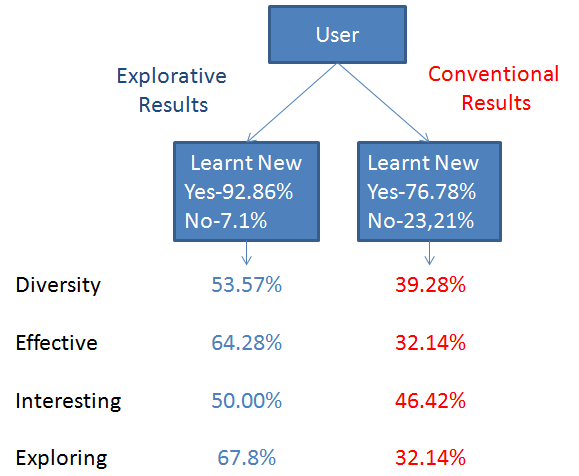 User
Explorative
Results
Conventional
Results
Learnt New
Yes-92.86%
No-7.1%
Learnt New
Yes-76.78%
No-23,21%
Diversity 53.57% 39.28%
Effective 64.28% 32.14%
Interesting 50.00% 46.42%
Exploring 67.8% 32.14%